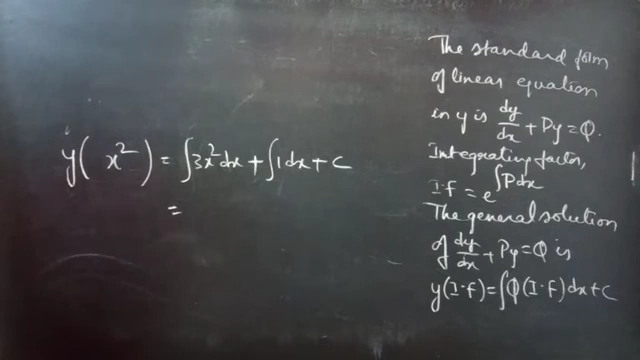 y( x²) = ∫3x²dx + ∫1dx + c
=
The standard form
of linear equation
in y is dy/dx + Py = Q.
Integrating factor,
I.f = e^∫Pdx
The general solution
of dy/dx + Py = Q is
y(I.f) = ∫Q(I.f)dx + c